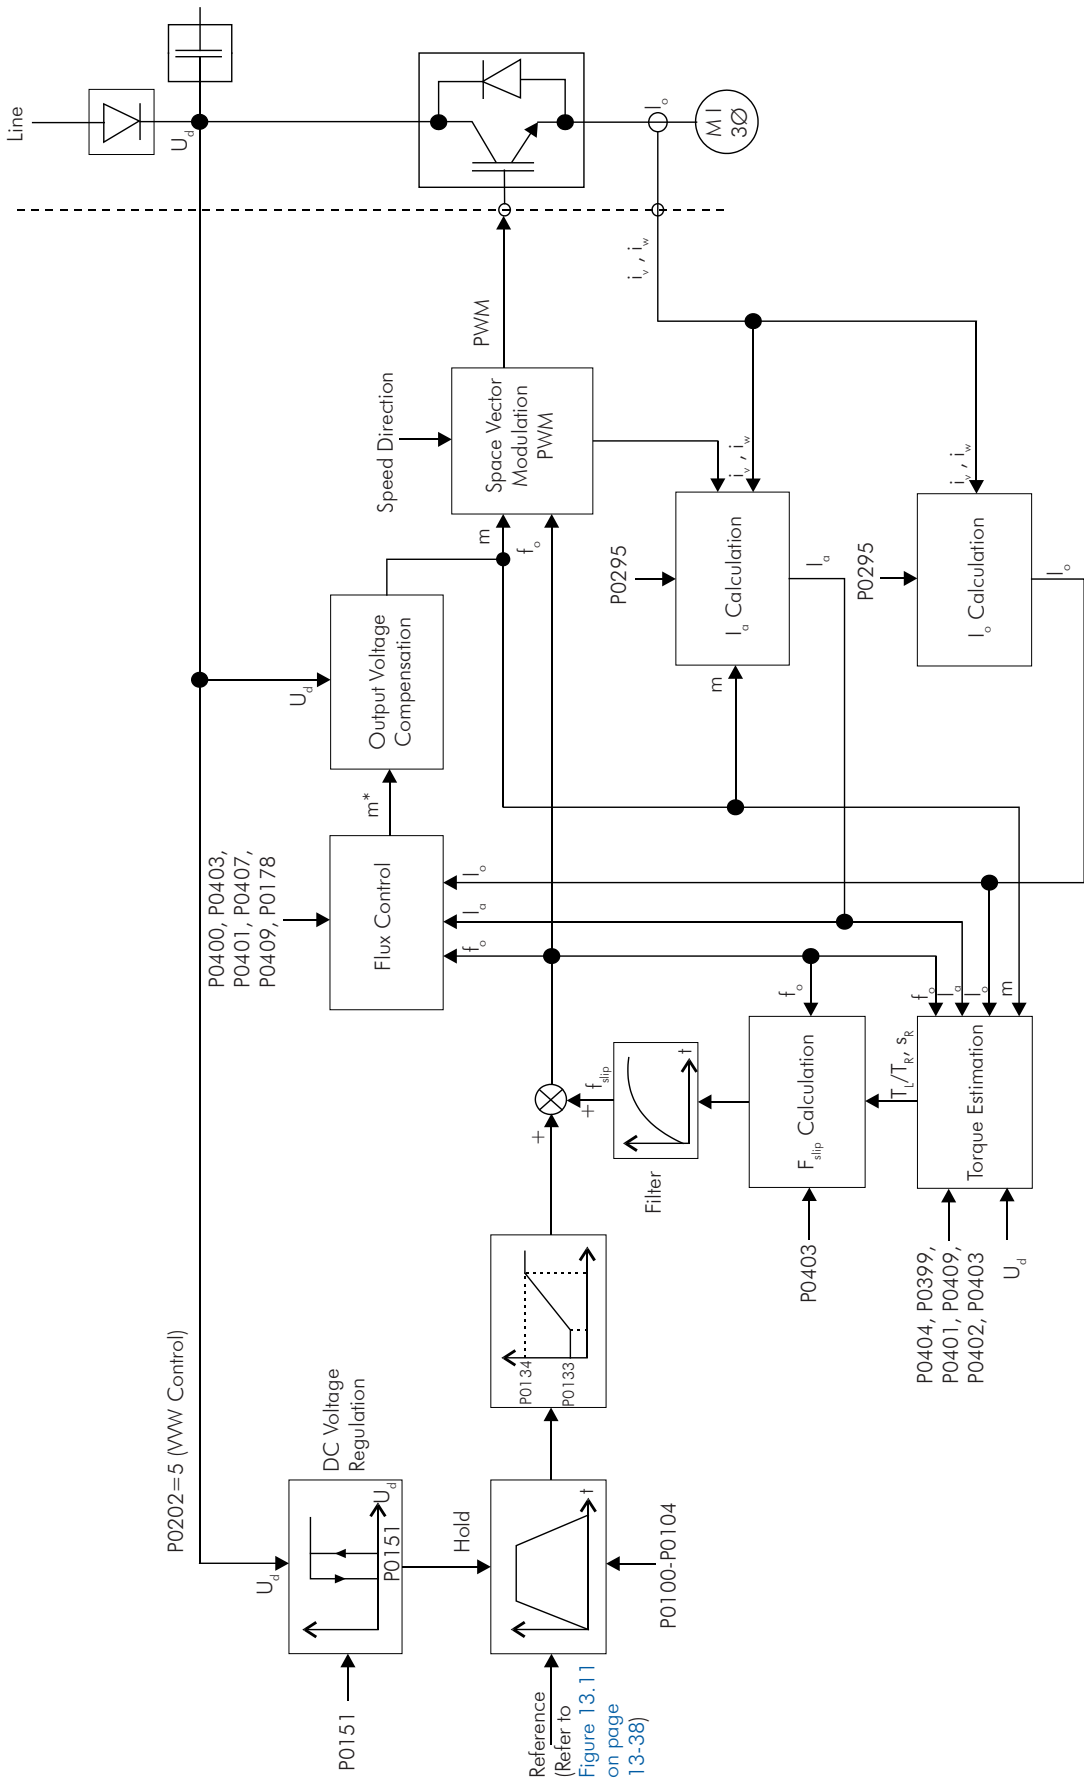 P0202=5 (VVW Control)
Line
U_d
I_o
M I
3Ø
i_v , i_w
PWM
Speed Direction
Space Vector
Modulation
PWM
m
f_o
U_d
Output Voltage
Compensation
m*
P0400, P0403,
P0401, P0407,
P0409, P0178
Flux Control
I_o
I_a
f_o
DC Voltage
Regulation
U_d
U_d
P0151
P0151
Hold
t
P0100-P0104
Reference
(Refer to
Figure 13.11
on page
13-38)
P0134
P0133
+
+
f_slip
t
Filter
F_slip Calculation
f_o
P0403
T_L/T_R, s_R
Torque Estimation
f_o
I_a
I_o
m
P0404, P0399,
P0401, P0409,
P0402, P0403
U_d
P0295
I_a Calculation
i_v , i_w
I_a
m
P0295
I_o Calculation
i_v , i_w
I_o